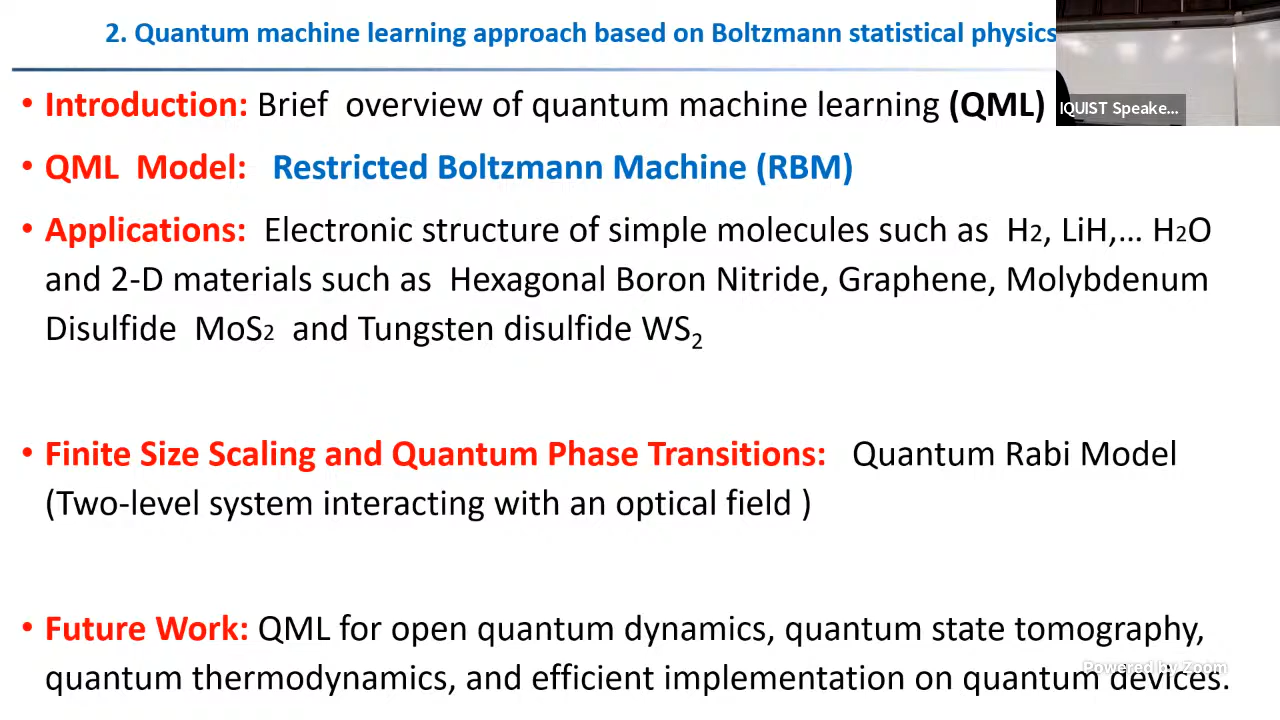 2. Quantum machine learning approach based on Boltzmann statistical physics
IQUIST Speake...
• Introduction: Brief overview of quantum machine learning (QML)
• QML Model: Restricted Boltzmann Machine (RBM)
• Applications: Electronic structure of simple molecules such as H2, LiH,... H2O
and 2-D materials such as Hexagonal Boron Nitride, Graphene, Molybdenum
Disulfide MoS2 and Tungsten disulfide WS₂
• Finite Size Scaling and Quantum Phase Transitions: Quantum Rabi Model
(Two-level system interacting with an optical field )
• Future Work: QML for open quantum dynamics, quantum state tomography,
quantum thermodynamics, and efficient implementation on quantum devices.
Powered by Zoom